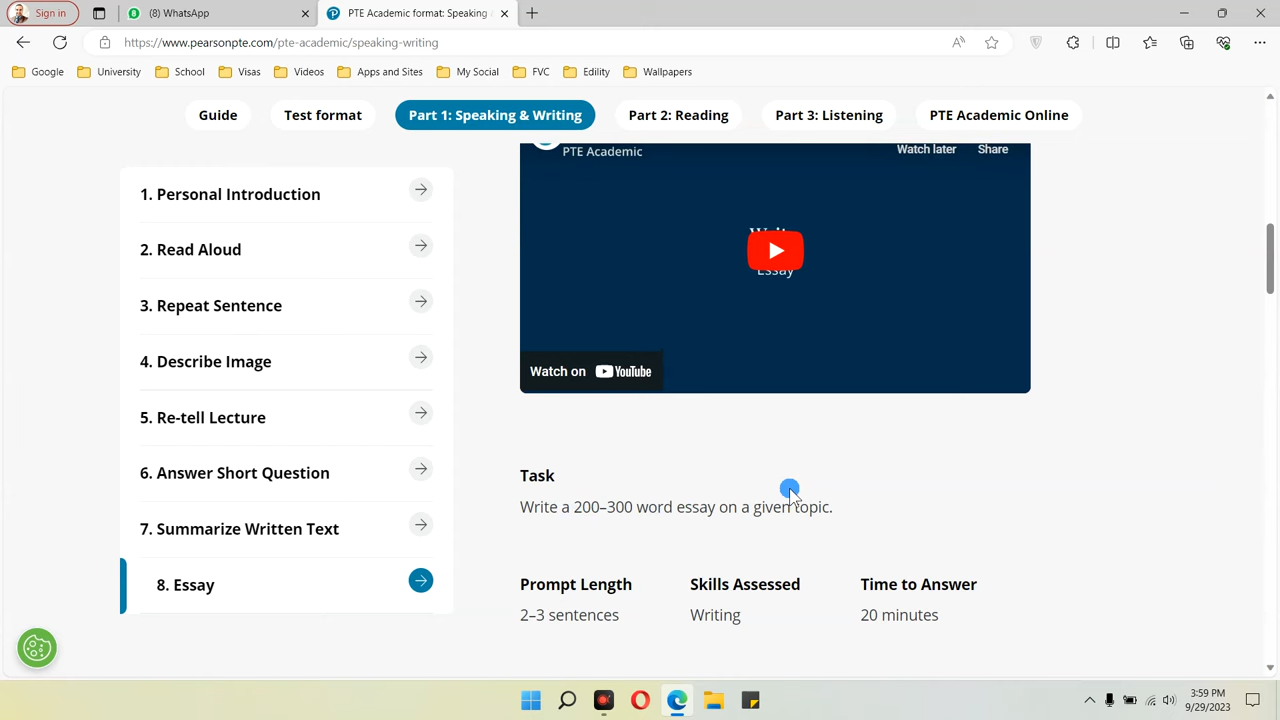 Sign in
(8) WhatsApp
PTE Academic format: Speaking &
https://www.pearsonpte.com/pte-academic/speaking-writing
Google University School Visas Videos Apps and Sites My Social FVC Edility Wallpapers
Guide Test format Part 1: Speaking & Writing Part 2: Reading Part 3: Listening PTE Academic Online
PTE Academic Watch later Share
1. Personal Introduction
2. Read Aloud
3. Repeat Sentence
4. Describe Image
5. Re-tell Lecture
6. Answer Short Question
7. Summarize Written Text
8. Essay
Write
Essay
Watch on YouTube
Task
Write a 200–300 word essay on a given topic.
Prompt Length Skills Assessed Time to Answer
2–3 sentences Writing 20 minutes
3:59 PM
9/29/2023